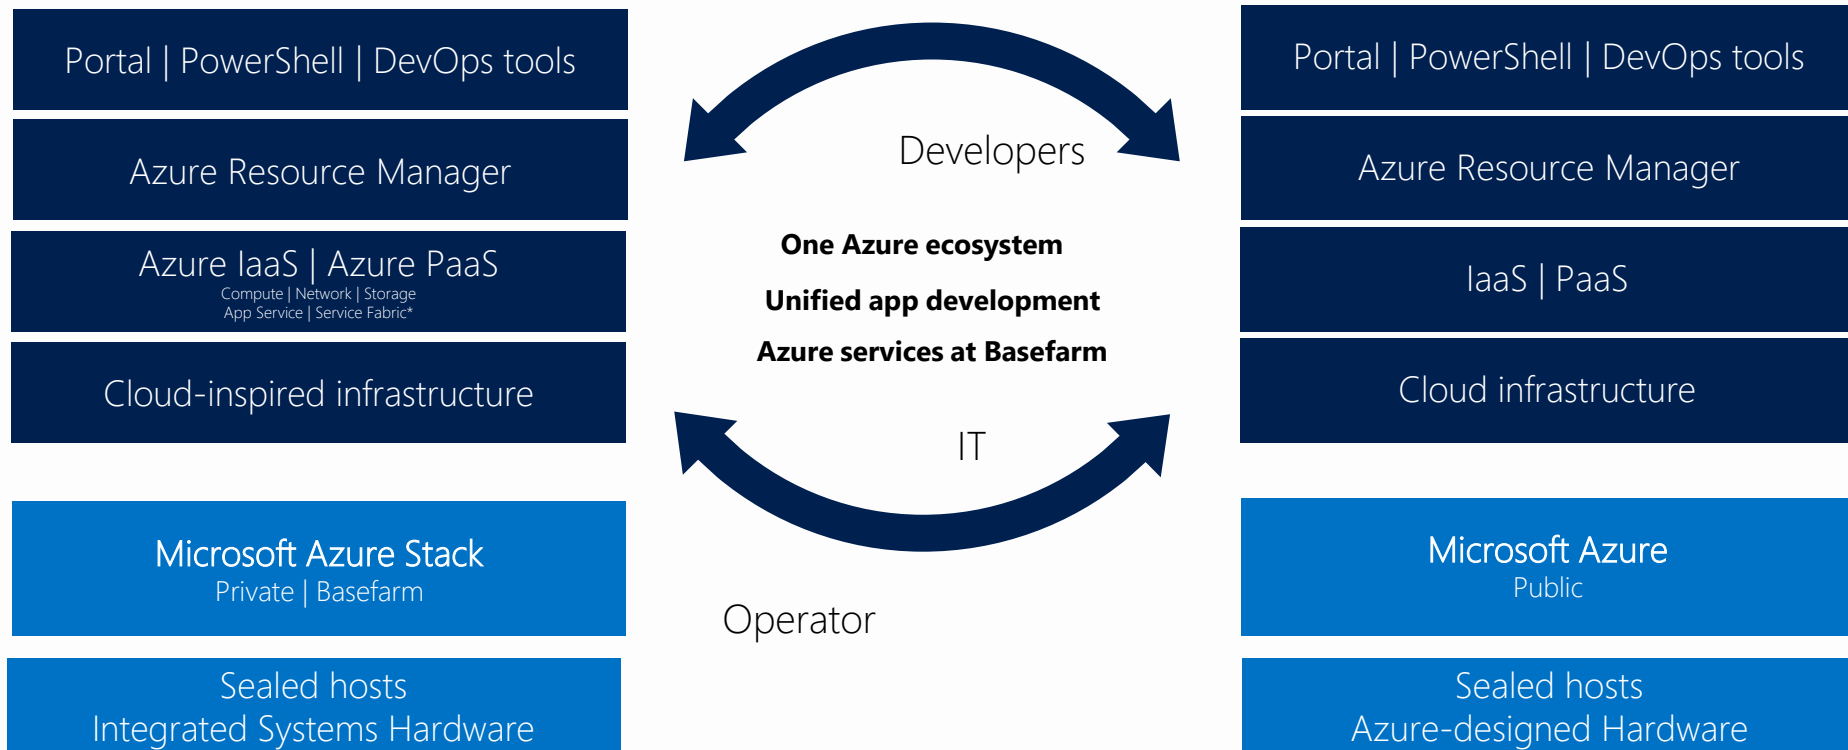 Portal | PowerShell | DevOps tools
Azure Resource Manager
Azure IaaS | Azure PaaS
Compute | Network | Storage
App Service | Service Fabric*
Cloud-inspired infrastructure
Microsoft Azure Stack
Private | Basefarm
Sealed hosts
Integrated Systems Hardware
Developers
One Azure ecosystem
Unified app development
Azure services at Basefarm
IT
Operator
Portal | PowerShell | DevOps tools
Azure Resource Manager
IaaS | PaaS
Cloud infrastructure
Microsoft Azure
Public
Sealed hosts
Azure-designed Hardware